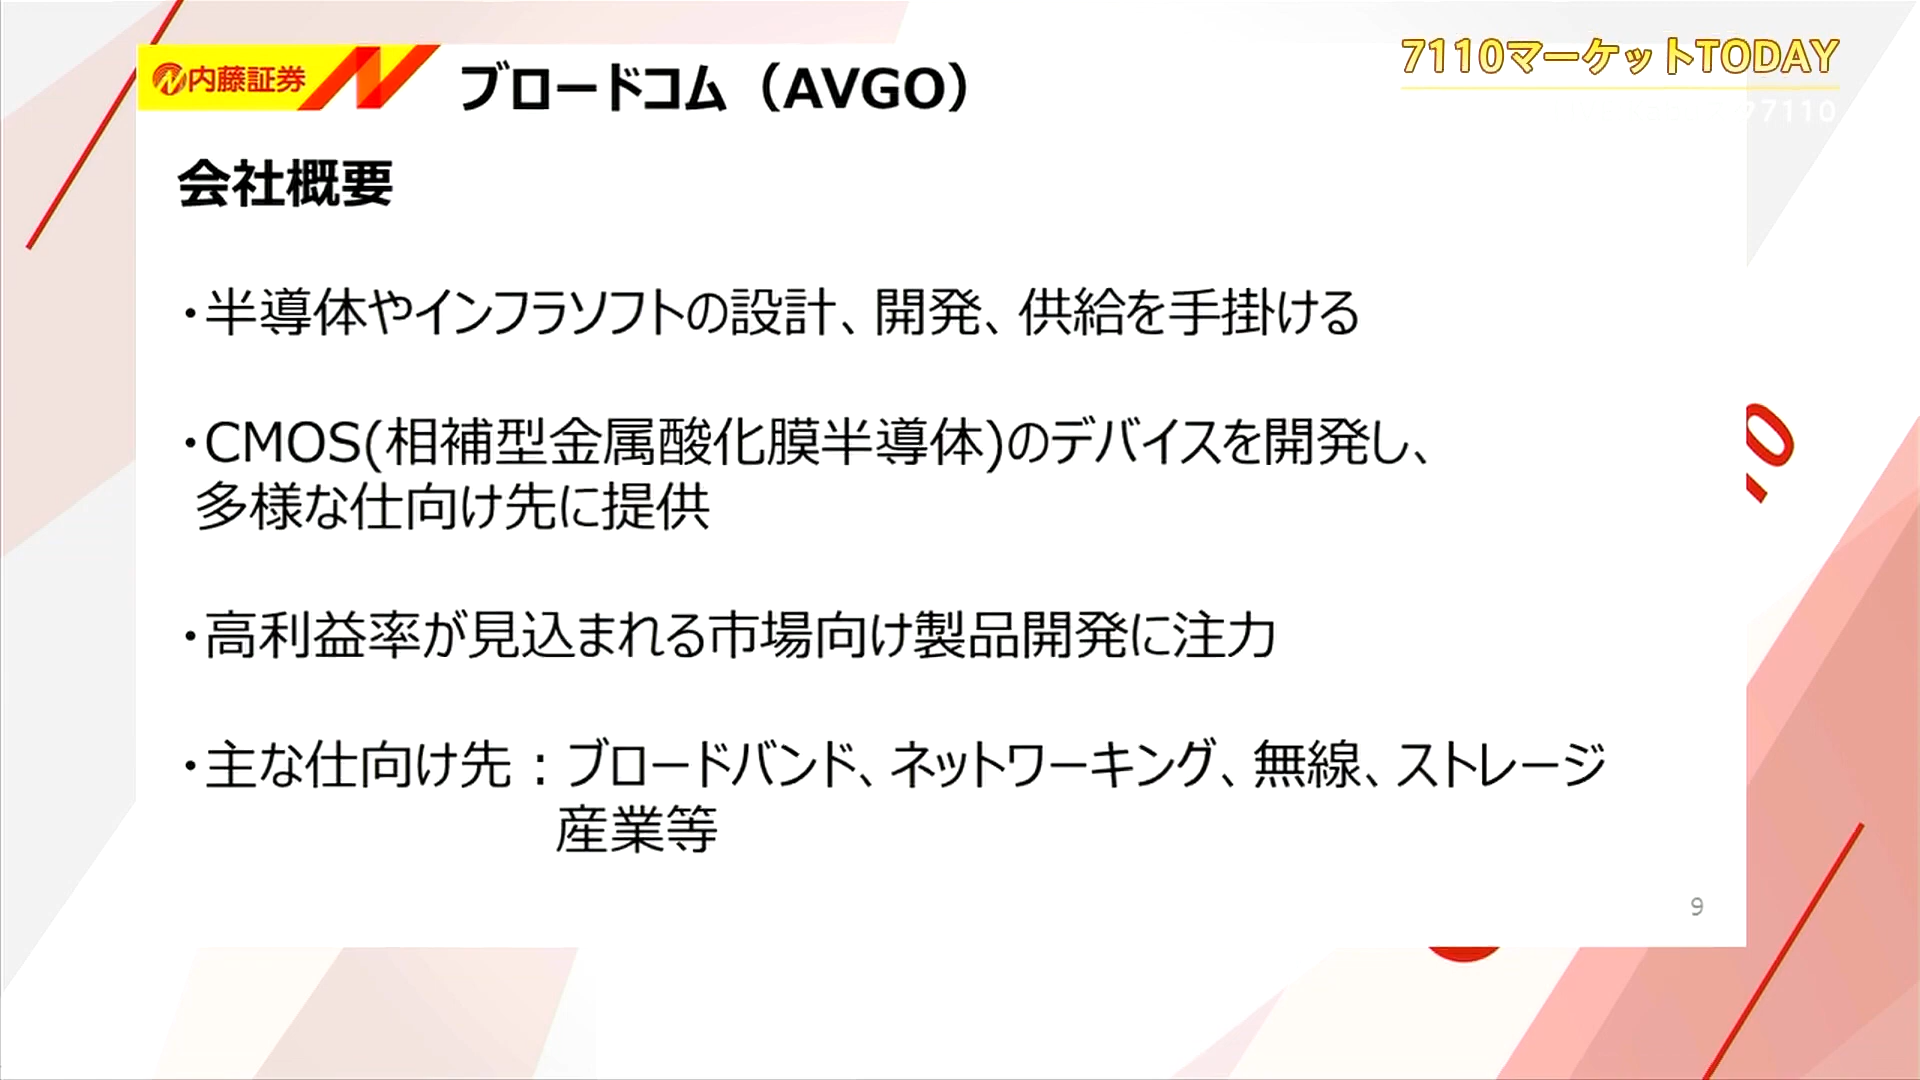 内藤証券
ブロードコム（AVGO）
7110マーケットTODAY
77110
会社概要
・半導体やインフラソフトの設計、開発、供給を手掛ける
・CMOS(相補型金属酸化膜半導体)のデバイスを開発し、
多様な仕向け先に提供
・高利益率が見込まれる市場向け製品開発に注力
・主な仕向け先：ブロードバンド、ネットワーキング、無線、ストレージ
産業等
9